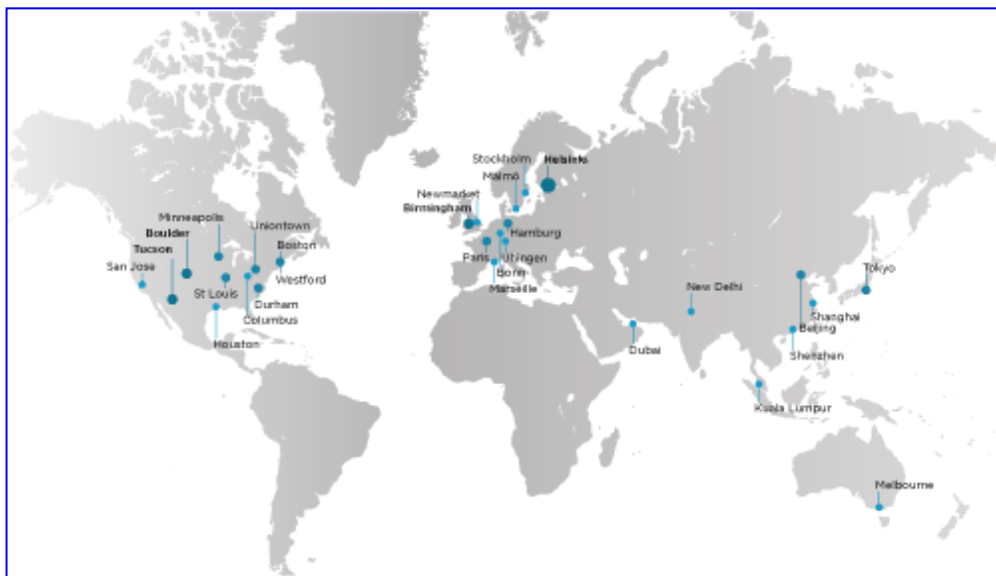 Stockholm
Helsinki
Malmö
Newmarket
Birmingham
Hamburg
Paris
Uhingen
Bonn
Marseille
Minneapolis
Uniontown
Boulder
Boston
Tucson
San Jose
Westford
St Louis
Durham
Columbus
Houston
New Delhi
Tokyo
Shanghai
Beijing
Dubai
Shenzhen
Kuala Lumpur
Melbourne